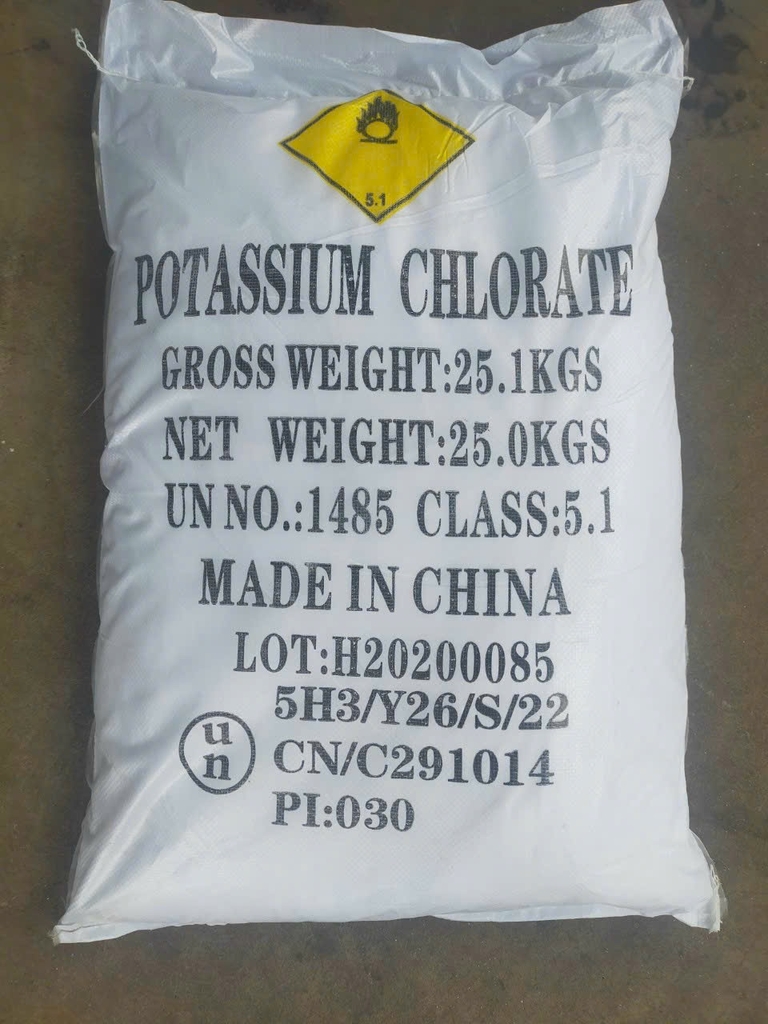 5.1
POTASSIUM CHLORATE
GROSS WEIGHT:25.1KGS
NET WEIGHT:25.0KGS
UN NO.:1485 CLASS:5.1
MADE IN CHINA
LOT:H20200085
5H3/Y26/S/22
un
CN/C291014
PI:030